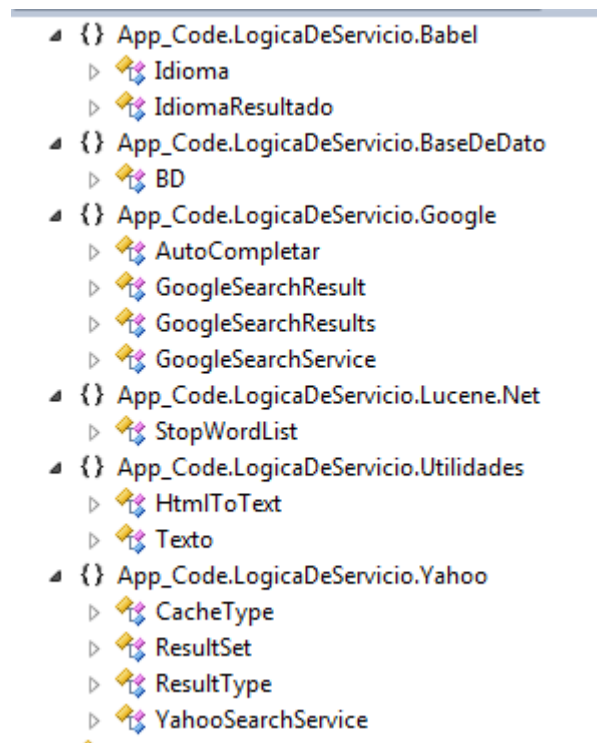 {} App_Code.LogicaDeServicio.Babel
Idioma
IdiomaResultado
{} App_Code.LogicaDeServicio.BaseDeDato
BD
{} App_Code.LogicaDeServicio.Google
AutoCompletar
GoogleSearchResult
GoogleSearchResults
GoogleSearchService
{} App_Code.LogicaDeServicio.Lucene.Net
StopWordList
{} App_Code.LogicaDeServicio.Utilidades
HtmlToText
Texto
{} App_Code.LogicaDeServicio.Yahoo
CacheType
ResultSet
ResultType
YahooSearchService